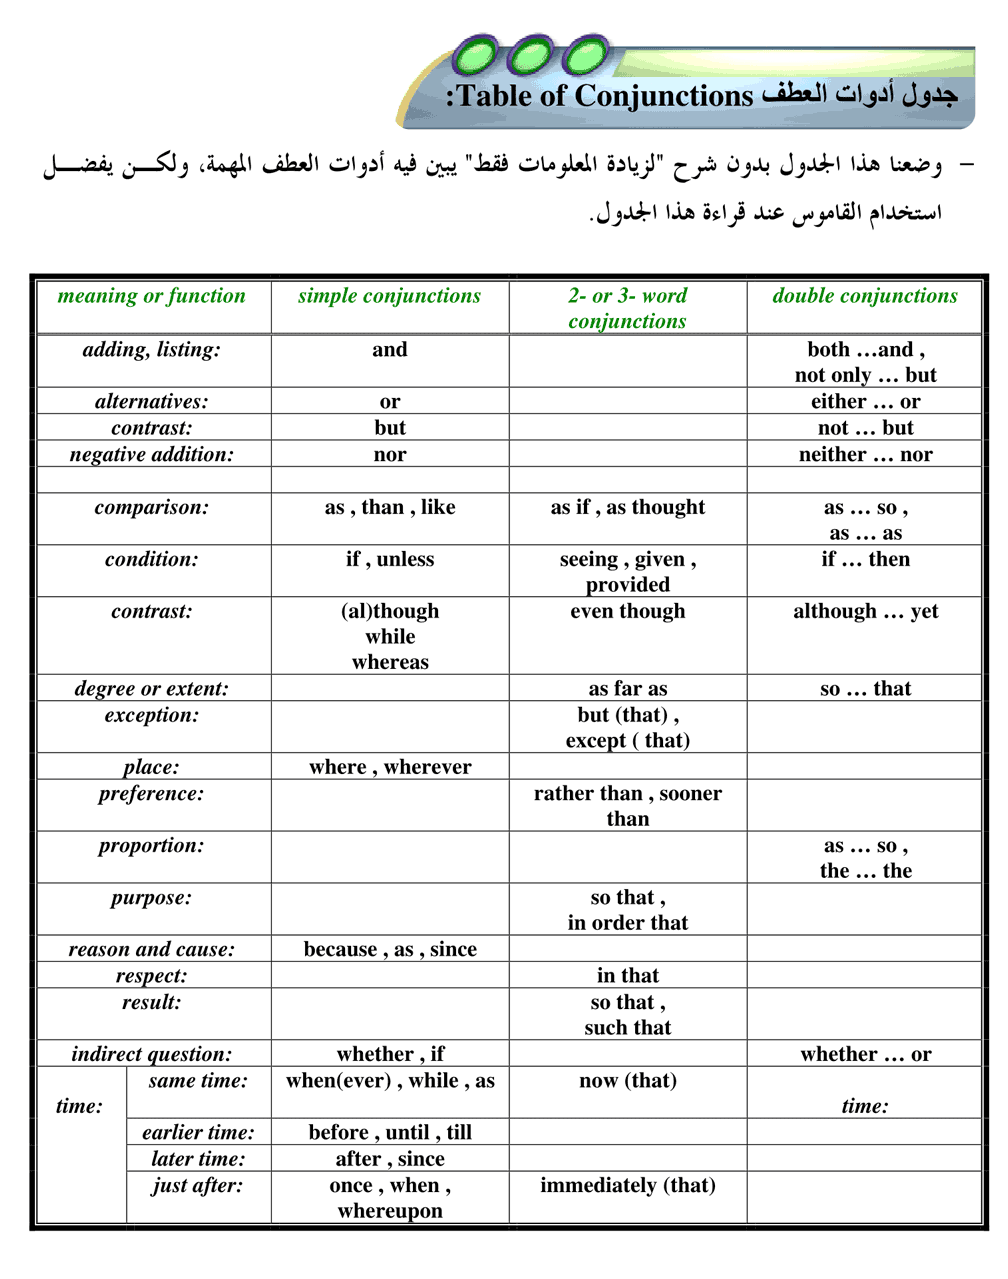 جدول أدوات العطف Table of Conjunctions:
– وضعنا هذا الجدول بدون شرح "لزيادة المعلومات فقط" يبين فيه أدوات العطف المهمة، ولكــن يفضــل
استخدام القاموس عند قراءة هذا الجدول.
meaning or function simple conjunctions 2- or 3- word double conjunctions
conjunctions
adding, listing: and both …and ,
not only … but
alternatives: or either … or
contrast: but not … but
negative addition: nor neither … nor
comparison: as , than , like as if , as thought as … so ,
as … as
condition: if , unless seeing , given , if … then
provided
contrast: (al)though even though although … yet
while
whereas
degree or extent: as far as so … that
exception: but (that) ,
except ( that)
place: where , wherever
preference: rather than , sooner
than
proportion: as … so ,
the … the
purpose: so that ,
in order that
reason and cause: because , as , since
respect: in that
result: so that ,
such that
indirect question: whether , if whether … or
same time: when(ever) , while , as now (that)
time: time:
earlier time: before , until , till
later time: after , since
just after: once , when , immediately (that)
whereupon